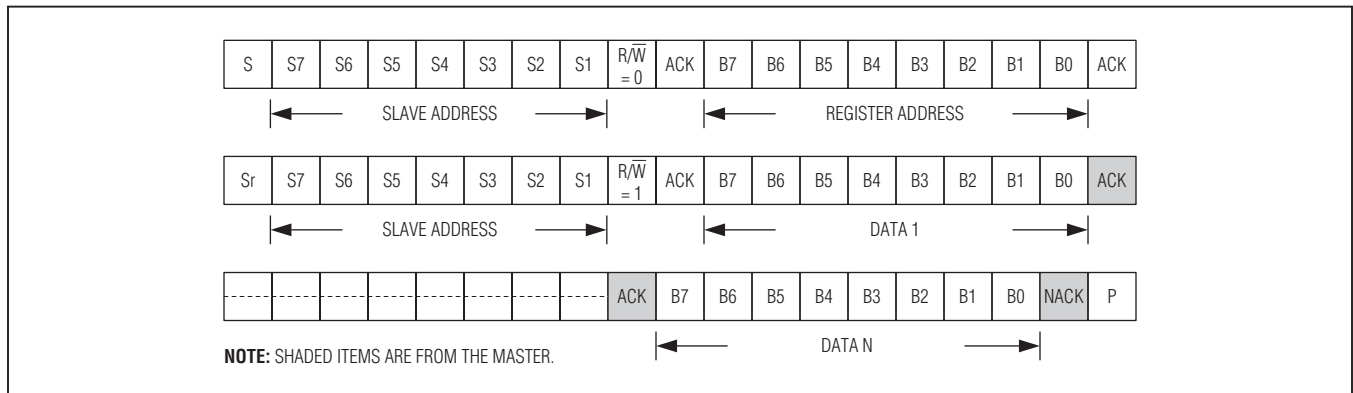 S S7 S6 S5 S4 S3 S2 S1 R/W̅ = 0 ACK B7 B6 B5 B4 B3 B2 B1 B0 ACK
SLAVE ADDRESS REGISTER ADDRESS
Sr S7 S6 S5 S4 S3 S2 S1 R/W̅ = 1 ACK B7 B6 B5 B4 B3 B2 B1 B0 ACK
SLAVE ADDRESS DATA 1
ACK B7 B6 B5 B4 B3 B2 B1 B0 NACK P
DATA N
NOTE: SHADED ITEMS ARE FROM THE MASTER.